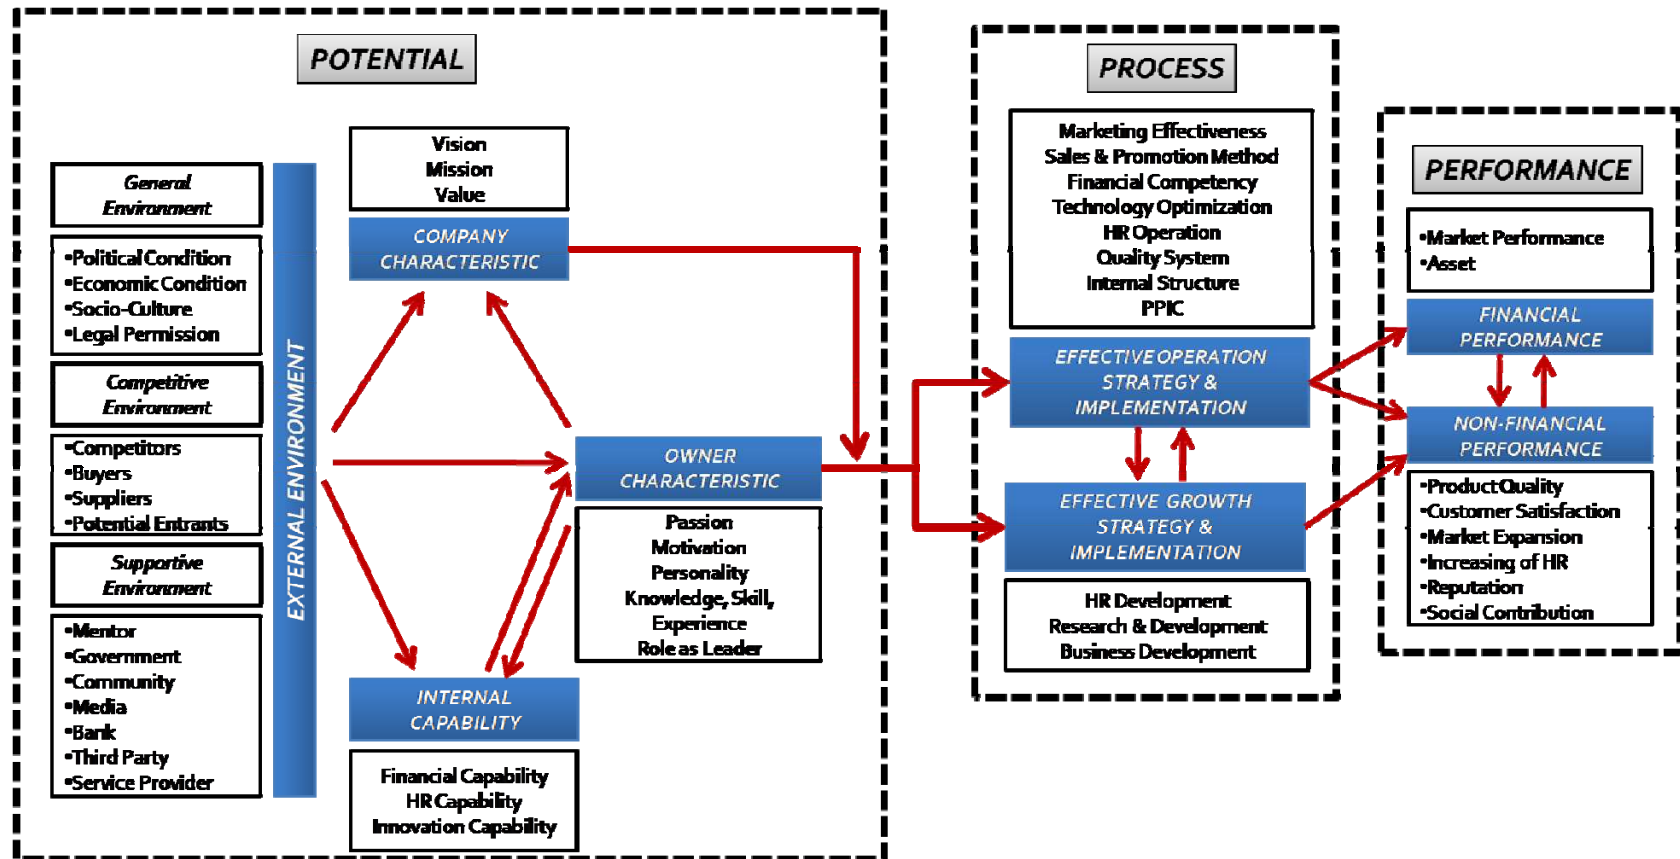 POTENTIAL
General
Environment
•Political Condition
•Economic Condition
•Socio-Culture
•Legal Permission
Competitive
Environment
•Competitors
•Buyers
•Suppliers
•Potential Entrants
Supportive
Environment
•Mentor
•Government
•Community
•Media
•Bank
•Third Party
•Service Provider
EXTERNAL ENVIRONMENT
Vision
Mission
Value
COMPANY
CHARACTERISTIC
OWNER
CHARACTERISTIC
Passion
Motivation
Personality
Knowledge, Skill,
Experience
Role as Leader
INTERNAL
CAPABILITY
Financial Capability
HR Capability
Innovation Capability
PROCESS
Marketing Effectiveness
Sales & Promotion Method
Financial Competency
Technology Optimization
HR Operation
Quality System
Internal Structure
PPIC
EFFECTIVE OPERATION
STRATEGY &
IMPLEMENTATION
EFFECTIVE GROWTH
STRATEGY &
IMPLEMENTATION
HR Development
Research & Development
Business Development
PERFORMANCE
•Market Performance
•Asset
FINANCIAL
PERFORMANCE
NON-FINANCIAL
PERFORMANCE
•Product Quality
•Customer Satisfaction
•Market Expansion
•Increasing of HR
•Reputation
•Social Contribution